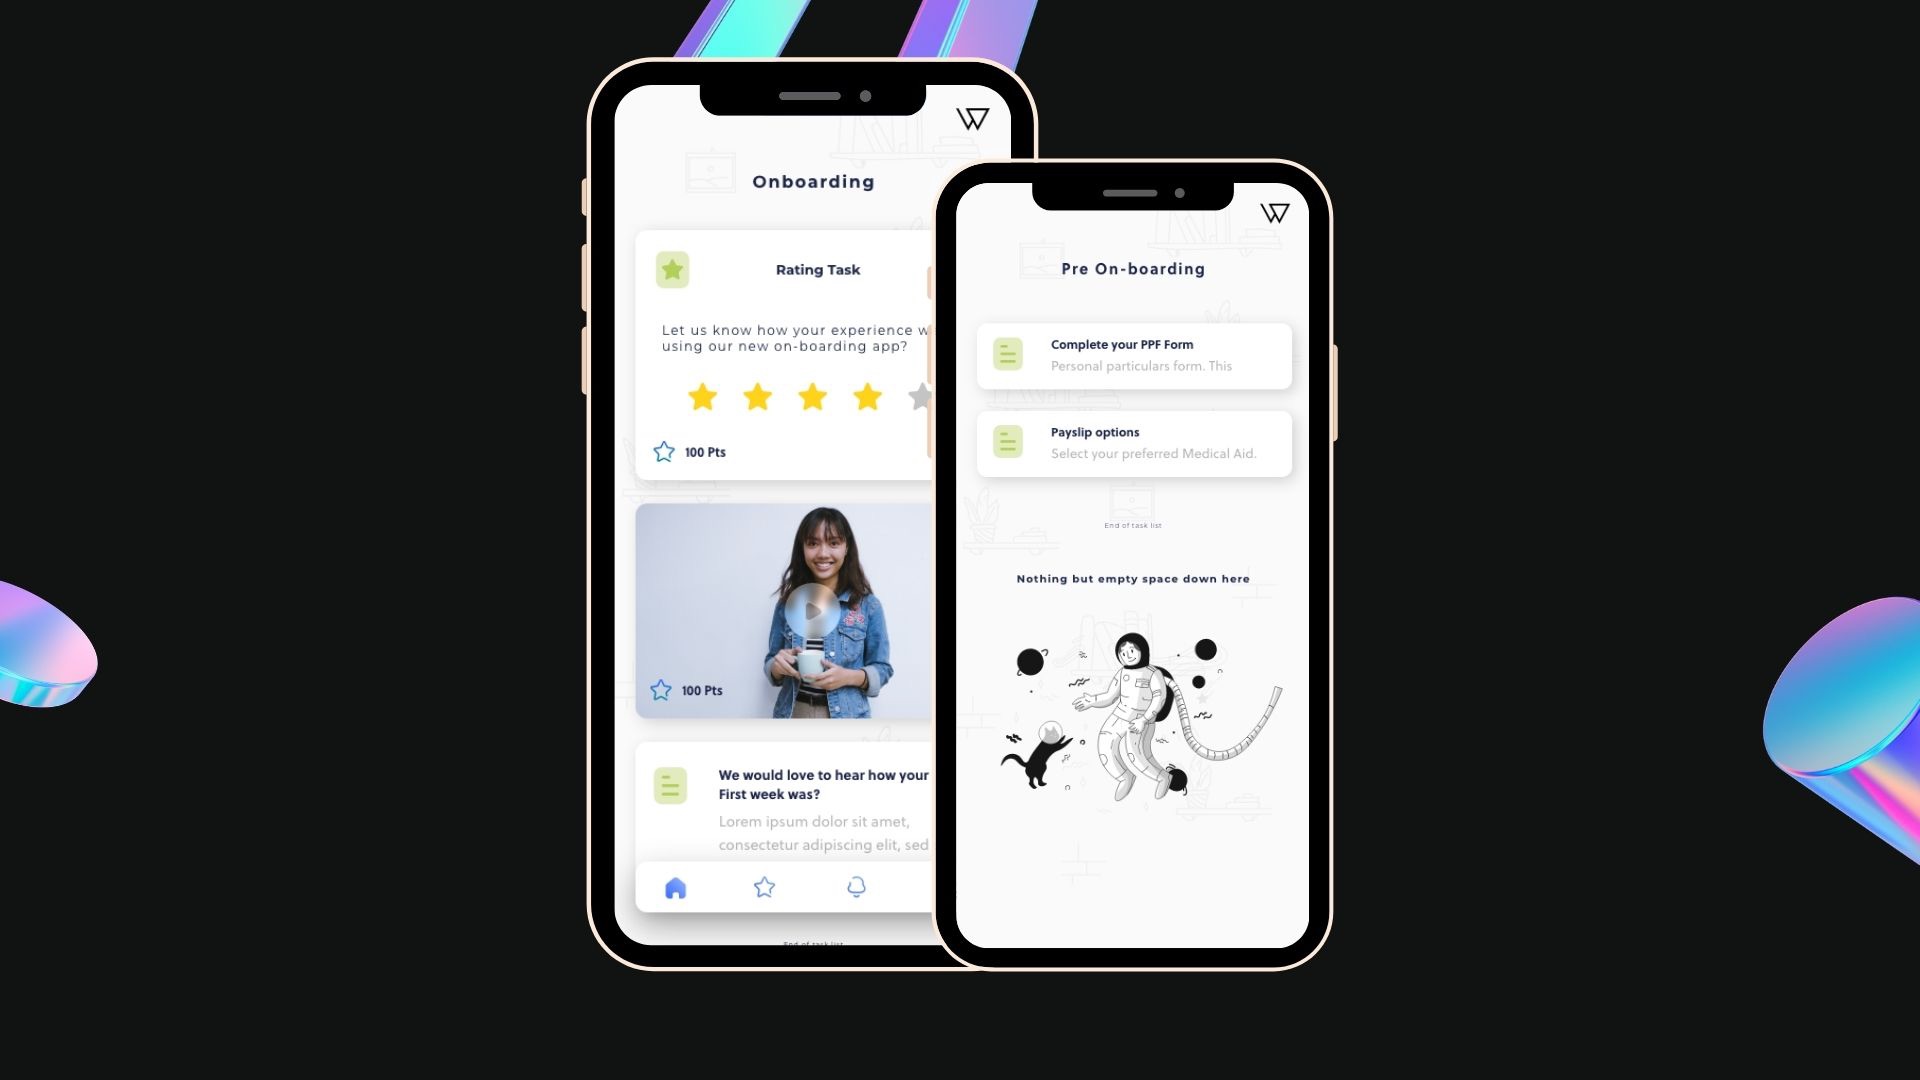 Onboarding
Rating Task
Let us know how your experience
using our new on-boarding app?
100 Pts
100 Pts
We would love to hear how your
First week was?
Lorem ipsum dolor sit amet,
consectetur adipiscing elit, sed
End of task list
Pre On-boarding
Complete your PPF Form
Personal particulars form. This
Payslip options
Select your preferred Medical Aid.
End of task list
Nothing but empty space down here